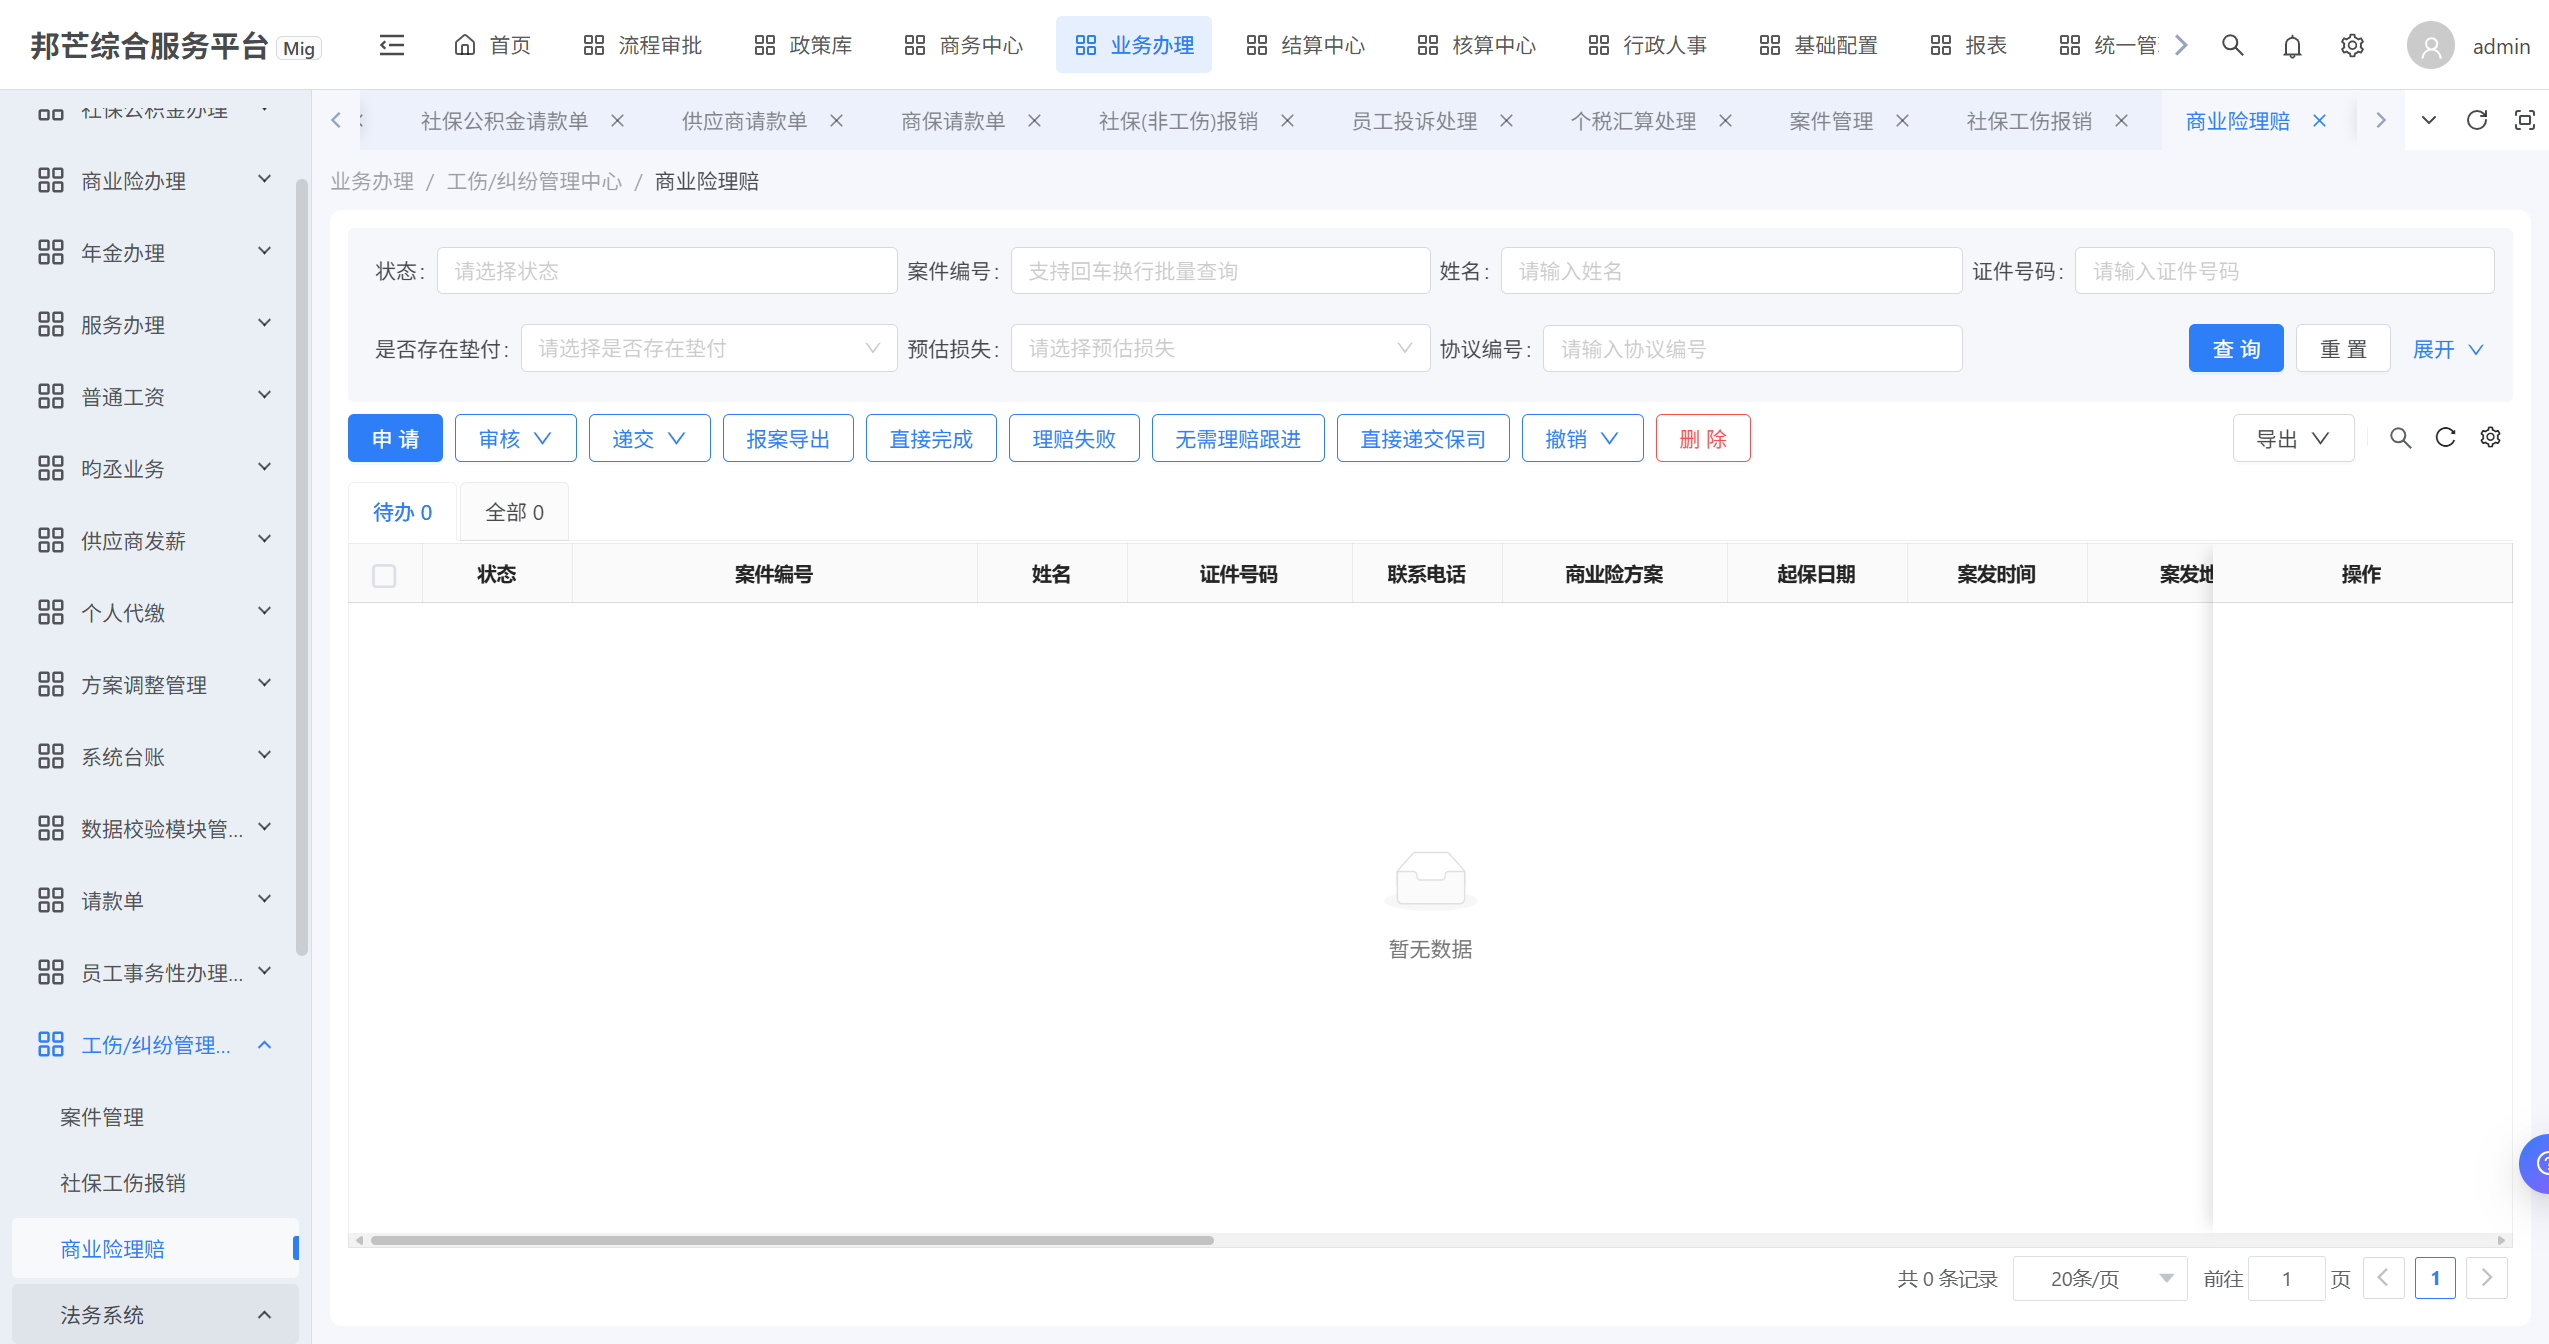 邦芒综合服务平台 Mig
首页 流程审批 政策库 商务中心 业务办理 结算中心 核算中心 行政人事 基础配置 报表 统一管 admin
社保公积金请款单 供应商请款单 商保请款单 社保(非工伤)报销 员工投诉处理 个税汇算处理 案件管理 社保工伤报销 商业险理赔
业务办理 / 工伤/纠纷管理中心 / 商业险理赔
社保公积金办理
商业险办理
年金办理
服务办理
普通工资
昀丞业务
供应商发薪
个人代缴
方案调整管理
系统台账
数据校验模块管...
请款单
员工事务性办理...
工伤/纠纷管理...
案件管理
社保工伤报销
商业险理赔
法务系统
状态: 请选择状态 案件编号: 支持回车换行批量查询 姓名: 请输入姓名 证件号码: 请输入证件号码
是否存在垫付: 请选择是否存在垫付 预估损失: 请选择预估损失 协议编号: 请输入协议编号 查 询 重 置 展开
申 请 审核 递交 报案导出 直接完成 理赔失败 无需理赔跟进 直接递交保司 撤销 删 除 导出
待办 0 全部 0
状态 案件编号 姓名 证件号码 联系电话 商业险方案 起保日期 案发时间 案发地 操作
暂无数据
共 0 条记录 20条/页 前往 1 页 1